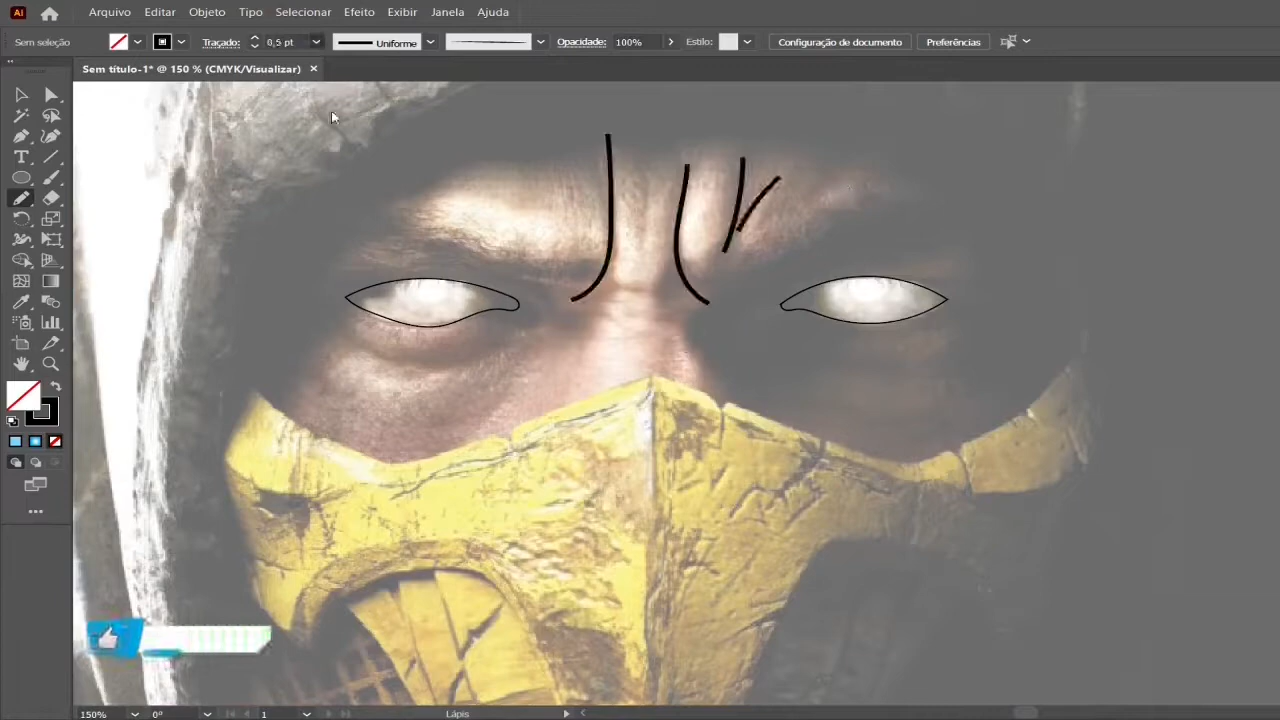 Ai Arquivo Editar Objeto Tipo Selecionar Efeito Exibir Janela Ajuda
Sem seleção Traçado: 0,5 pt Uniforme Opacidade: 100% Estilo: Configuração de documento Preferências
Sem título-1* @ 150 % (CMYK/Visualizar) ×
150% 0° 1 Lápis